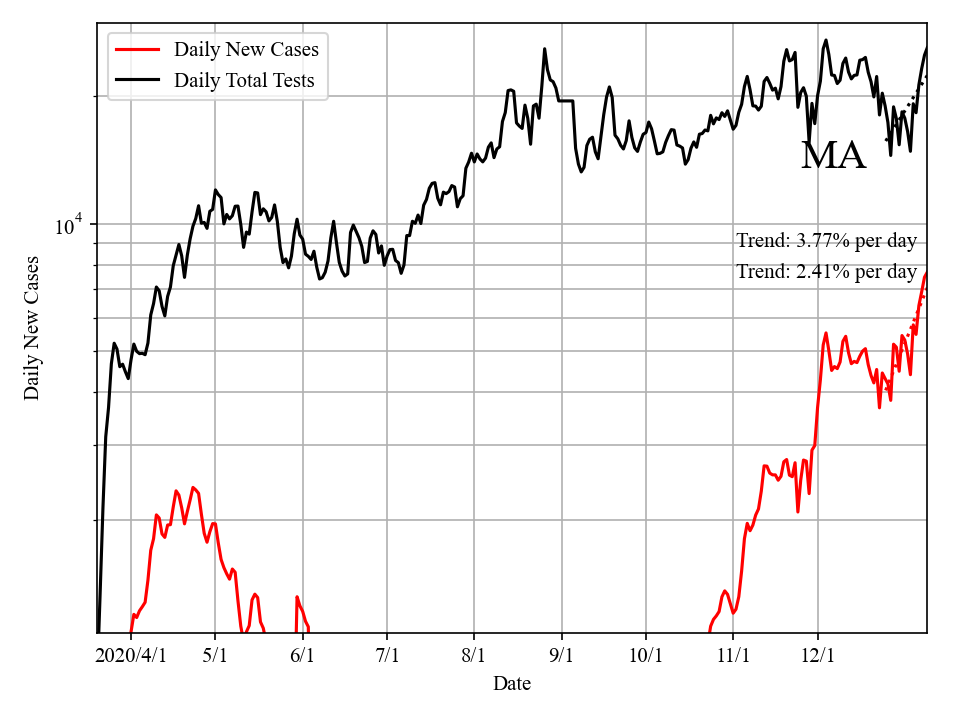 Daily New Cases
Daily Total Tests
MA
10^4
Trend: 3.77% per day
Trend: 2.41% per day
Daily New Cases
2020/4/1 5/1 6/1 7/1 8/1 9/1 10/1 11/1 12/1
Date